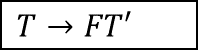 T → FT′